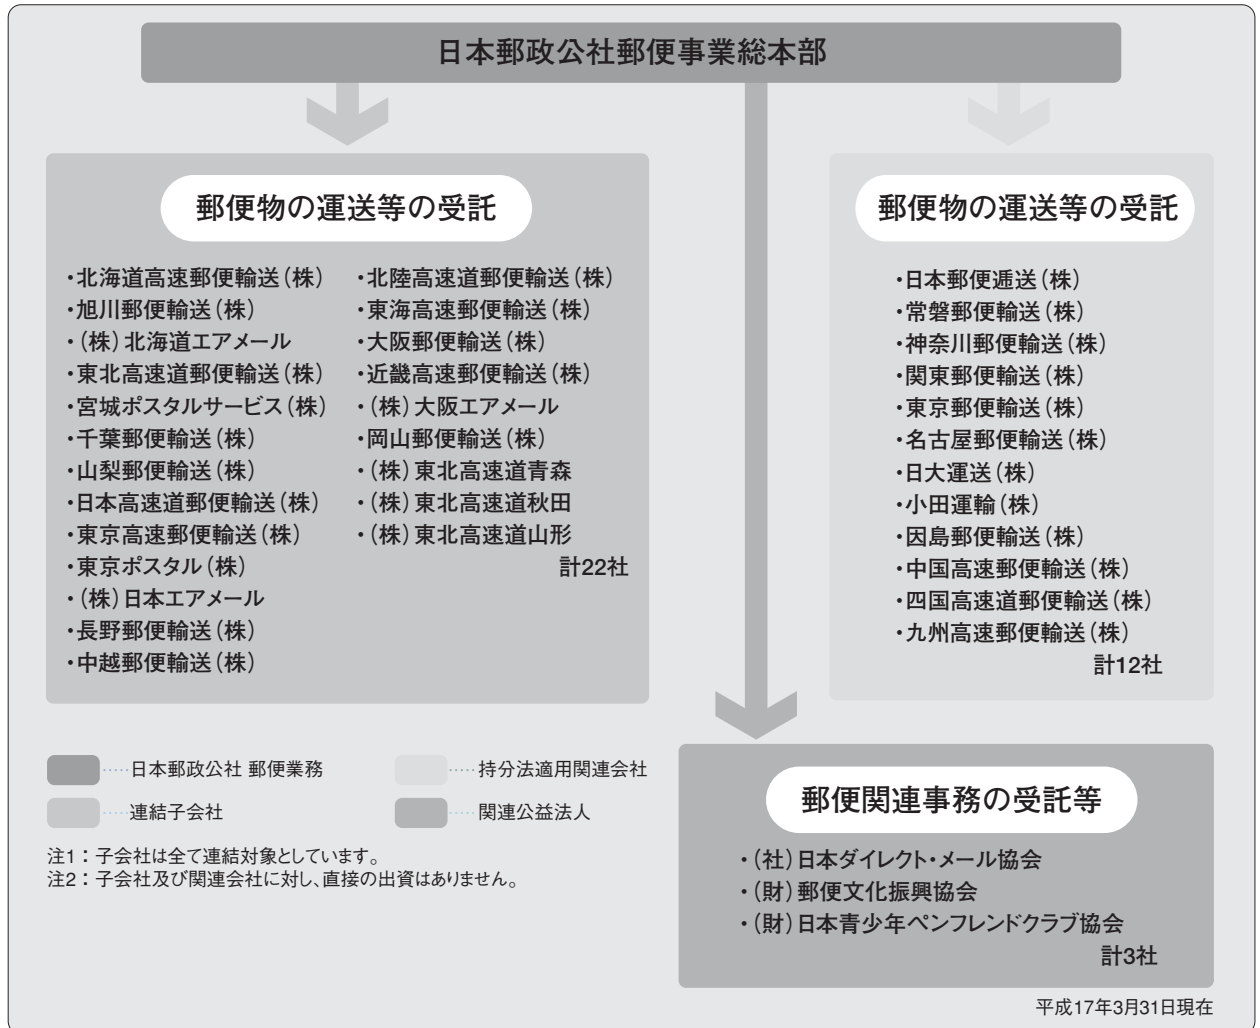 日本郵政公社郵便事業総本部
郵便物の運送等の受託
・北海道高速郵便輸送(株)
・旭川郵便輸送(株)
・(株)北海道エアメール
・東北高速道郵便輸送(株)
・宮城ポスタルサービス(株)
・千葉郵便輸送(株)
・山梨郵便輸送(株)
・日本高速道郵便輸送(株)
・東京高速郵便輸送(株)
・東京ポスタル(株)
・(株)日本エアメール
・長野郵便輸送(株)
・中越郵便輸送(株)
・北陸高速道郵便輸送(株)
・東海高速郵便輸送(株)
・大阪郵便輸送(株)
・近畿高速郵便輸送(株)
・(株)大阪エアメール
・岡山郵便輸送(株)
・(株)東北高速道青森
・(株)東北高速道秋田
・(株)東北高速道山形
計22社
郵便物の運送等の受託
・日本郵便逓送(株)
・常磐郵便輸送(株)
・神奈川郵便輸送(株)
・関東郵便輸送(株)
・東京郵便輸送(株)
・名古屋郵便輸送(株)
・日大運送(株)
・小田運輸(株)
・因島郵便輸送(株)
・中国高速郵便輸送(株)
・四国高速道郵便輸送(株)
・九州高速郵便輸送(株)
計12社
郵便関連事務の受託等
・(社)日本ダイレクト・メール協会
・(財)郵便文化振興協会
・(財)日本青少年ペンフレンドクラブ協会
計3社
……日本郵政公社 郵便業務
……連結子会社
……持分法適用関連会社
……関連公益法人
注1：子会社は全て連結対象としています。
注2：子会社及び関連会社に対し、直接の出資はありません。
平成17年3月31日現在